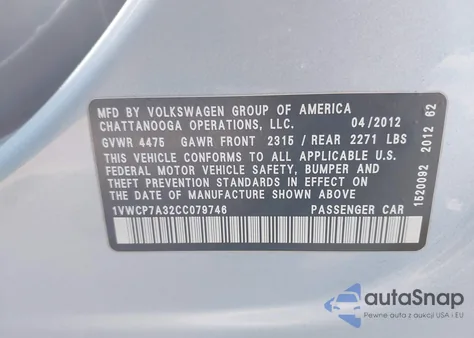 MFD BY VOLKSWAGEN GROUP OF AMERICA
CHATTANOOGA OPERATIONS, LLC. 04/2012
GVWR 4475 GAWR FRONT 2315 / REAR 2271 LBS
THIS VEHICLE CONFORMS TO ALL APPLICABLE U.S.
FEDERAL MOTOR VEHICLE SAFETY, BUMPER AND
THEFT PREVENTION STANDARDS IN EFFECT ON
THE DATE OF MANUFACTURE SHOWN ABOVE.
1VWCP7A32CC079746 PASSENGER CAR
1520092 2012 62
autoSnap
Pewne auta z aukcji USA i EU